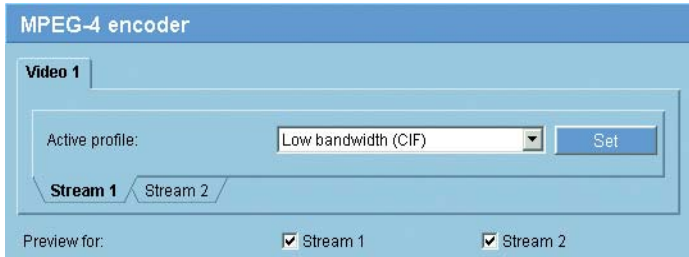 MPEG-4 encoder
Video 1
Active profile: Low bandwidth (CIF) Set
Stream 1 Stream 2
Preview for: Stream 1 Stream 2